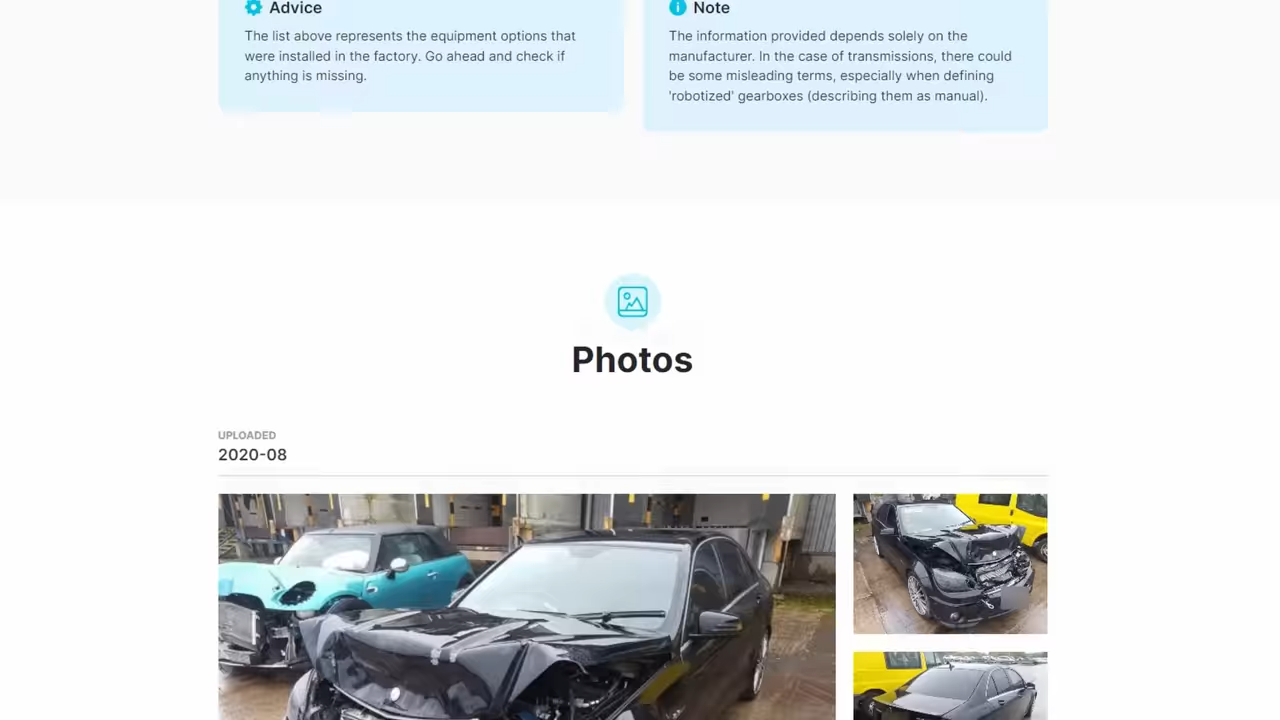 Advice
The list above represents the equipment options that
were installed in the factory. Go ahead and check if
anything is missing.
Note
The information provided depends solely on the
manufacturer. In the case of transmissions, there could
be some misleading terms, especially when defining
'robotized' gearboxes (describing them as manual).
Photos
UPLOADED
2020-08